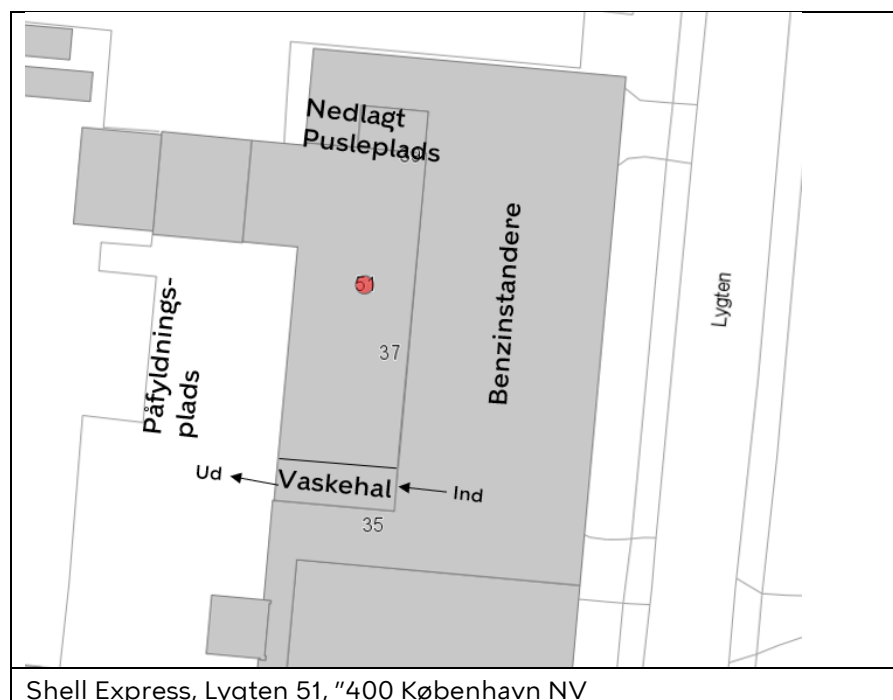 Nedlagt
Pusleplads
39
51
Benzinstandere
Lygten
37
Påfyldnings-
plads
Ud
Vaskehal
Ind
35
Shell Express, Lygten 51, ”400 København NV